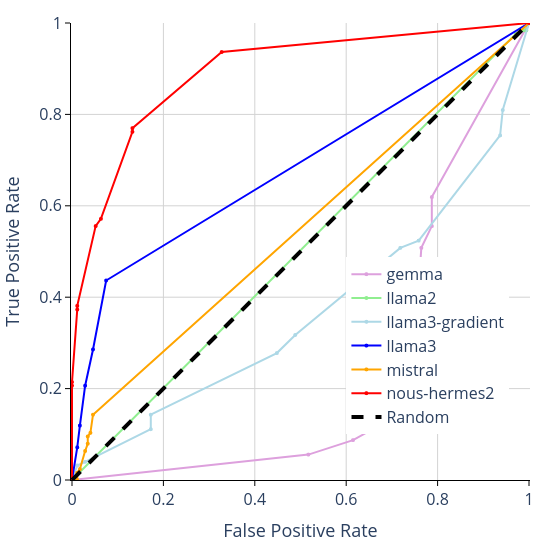 1
0.8
0.6
0.4
0.2
0
True Positive Rate
gemma
llama2
llama3-gradient
llama3
mistral
nous-hermes2
Random
0 0.2 0.4 0.6 0.8 1
False Positive Rate